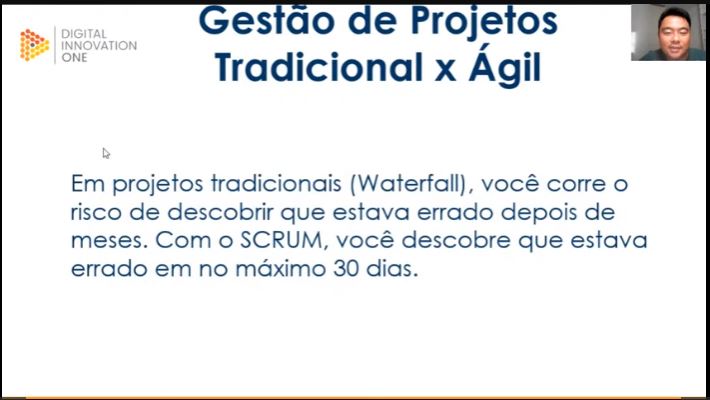 DIGITAL
INNOVATION
ONE
Gestão de Projetos
Tradicional x Ágil
Em projetos tradicionais (Waterfall), você corre o
risco de descobrir que estava errado depois de
meses. Com o SCRUM, você descobre que estava
errado em no máximo 30 dias.